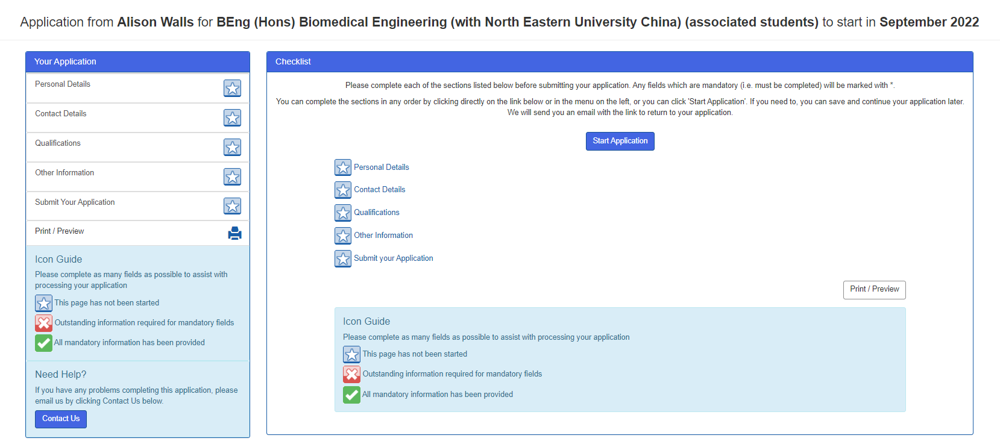 Application from Alison Walls for BEng (Hons) Biomedical Engineering (with North Eastern University China) (associated students) to start in September 2022
Your Application
Personal Details
Contact Details
Qualifications
Other Information
Submit Your Application
Print / Preview
Icon Guide
Please complete as many fields as possible to assist with
processing your application
This page has not been started
Outstanding information required for mandatory fields
All mandatory information has been provided
Need Help?
If you have any problems completing this application, please
email us by clicking Contact Us below.
Contact Us
Checklist
Please complete each of the sections listed below before submitting your application. Any fields which are mandatory (i.e. must be completed) will be marked with *.
You can complete the sections in any order by clicking directly on the link below or in the menu on the left, or you can click 'Start Application'. If you need to, you can save and continue your application later.
We will send you an email with the link to return to your application.
Start Application
Personal Details
Contact Details
Qualifications
Other Information
Submit your Application
Print / Preview
Icon Guide
Please complete as many fields as possible to assist with processing your application
This page has not been started
Outstanding information required for mandatory fields
All mandatory information has been provided